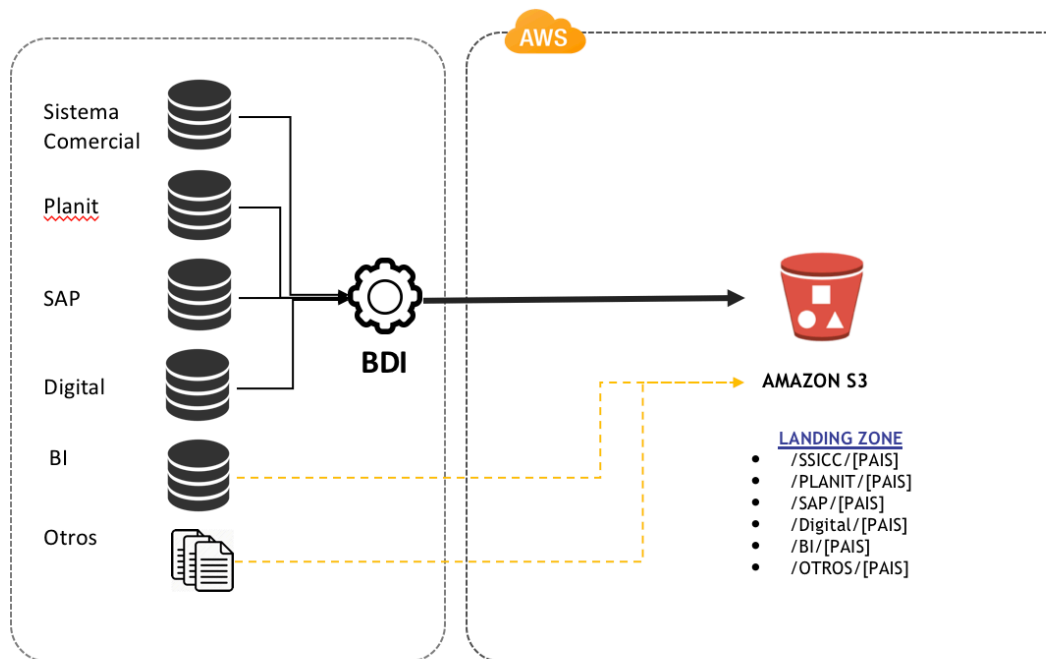 AWS
Sistema
Comercial
Planit
SAP
Digital
BI
Otros
BDI
AMAZON S3
LANDING ZONE
• /SSICC/[PAIS]
• /PLANIT/[PAIS]
• /SAP/[PAIS]
• /Digital/[PAIS]
• /BI/[PAIS]
• /OTROS/[PAIS]